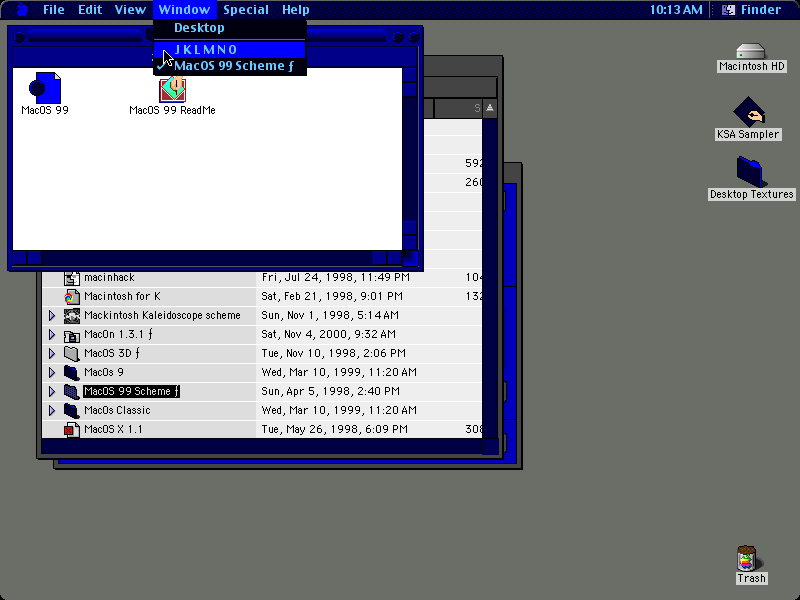 File Edit View Window Special Help 10:13 AM Finder
Desktop
J K L M N O
✓ MacOS 99 Scheme ƒ
MacOS 99
MacOS 99 ReadMe
Macintosh HD
KSA Sampler
Desktop Textures
S
592
260
macinhack Fri, Jul 24, 1998, 11:49 PM 104
Macintosh for K Sat, Feb 21, 1998, 9:01 PM 132
Mackintosh Kaleidoscope scheme Sun, Nov 1, 1998, 5:14 AM
MacOn 1.3.1 ƒ Sat, Nov 4, 2000, 9:32 AM
MacOS 3D ƒ Tue, Nov 10, 1998, 2:06 PM
MacOs 9 Wed, Mar 10, 1999, 11:20 AM
MacOS 99 Scheme ƒ Sun, Apr 5, 1998, 2:40 PM
MacOs Classic Wed, Mar 10, 1999, 11:20 AM
MacOS X 1.1 Tue, May 26, 1998, 6:09 PM 308
Trash